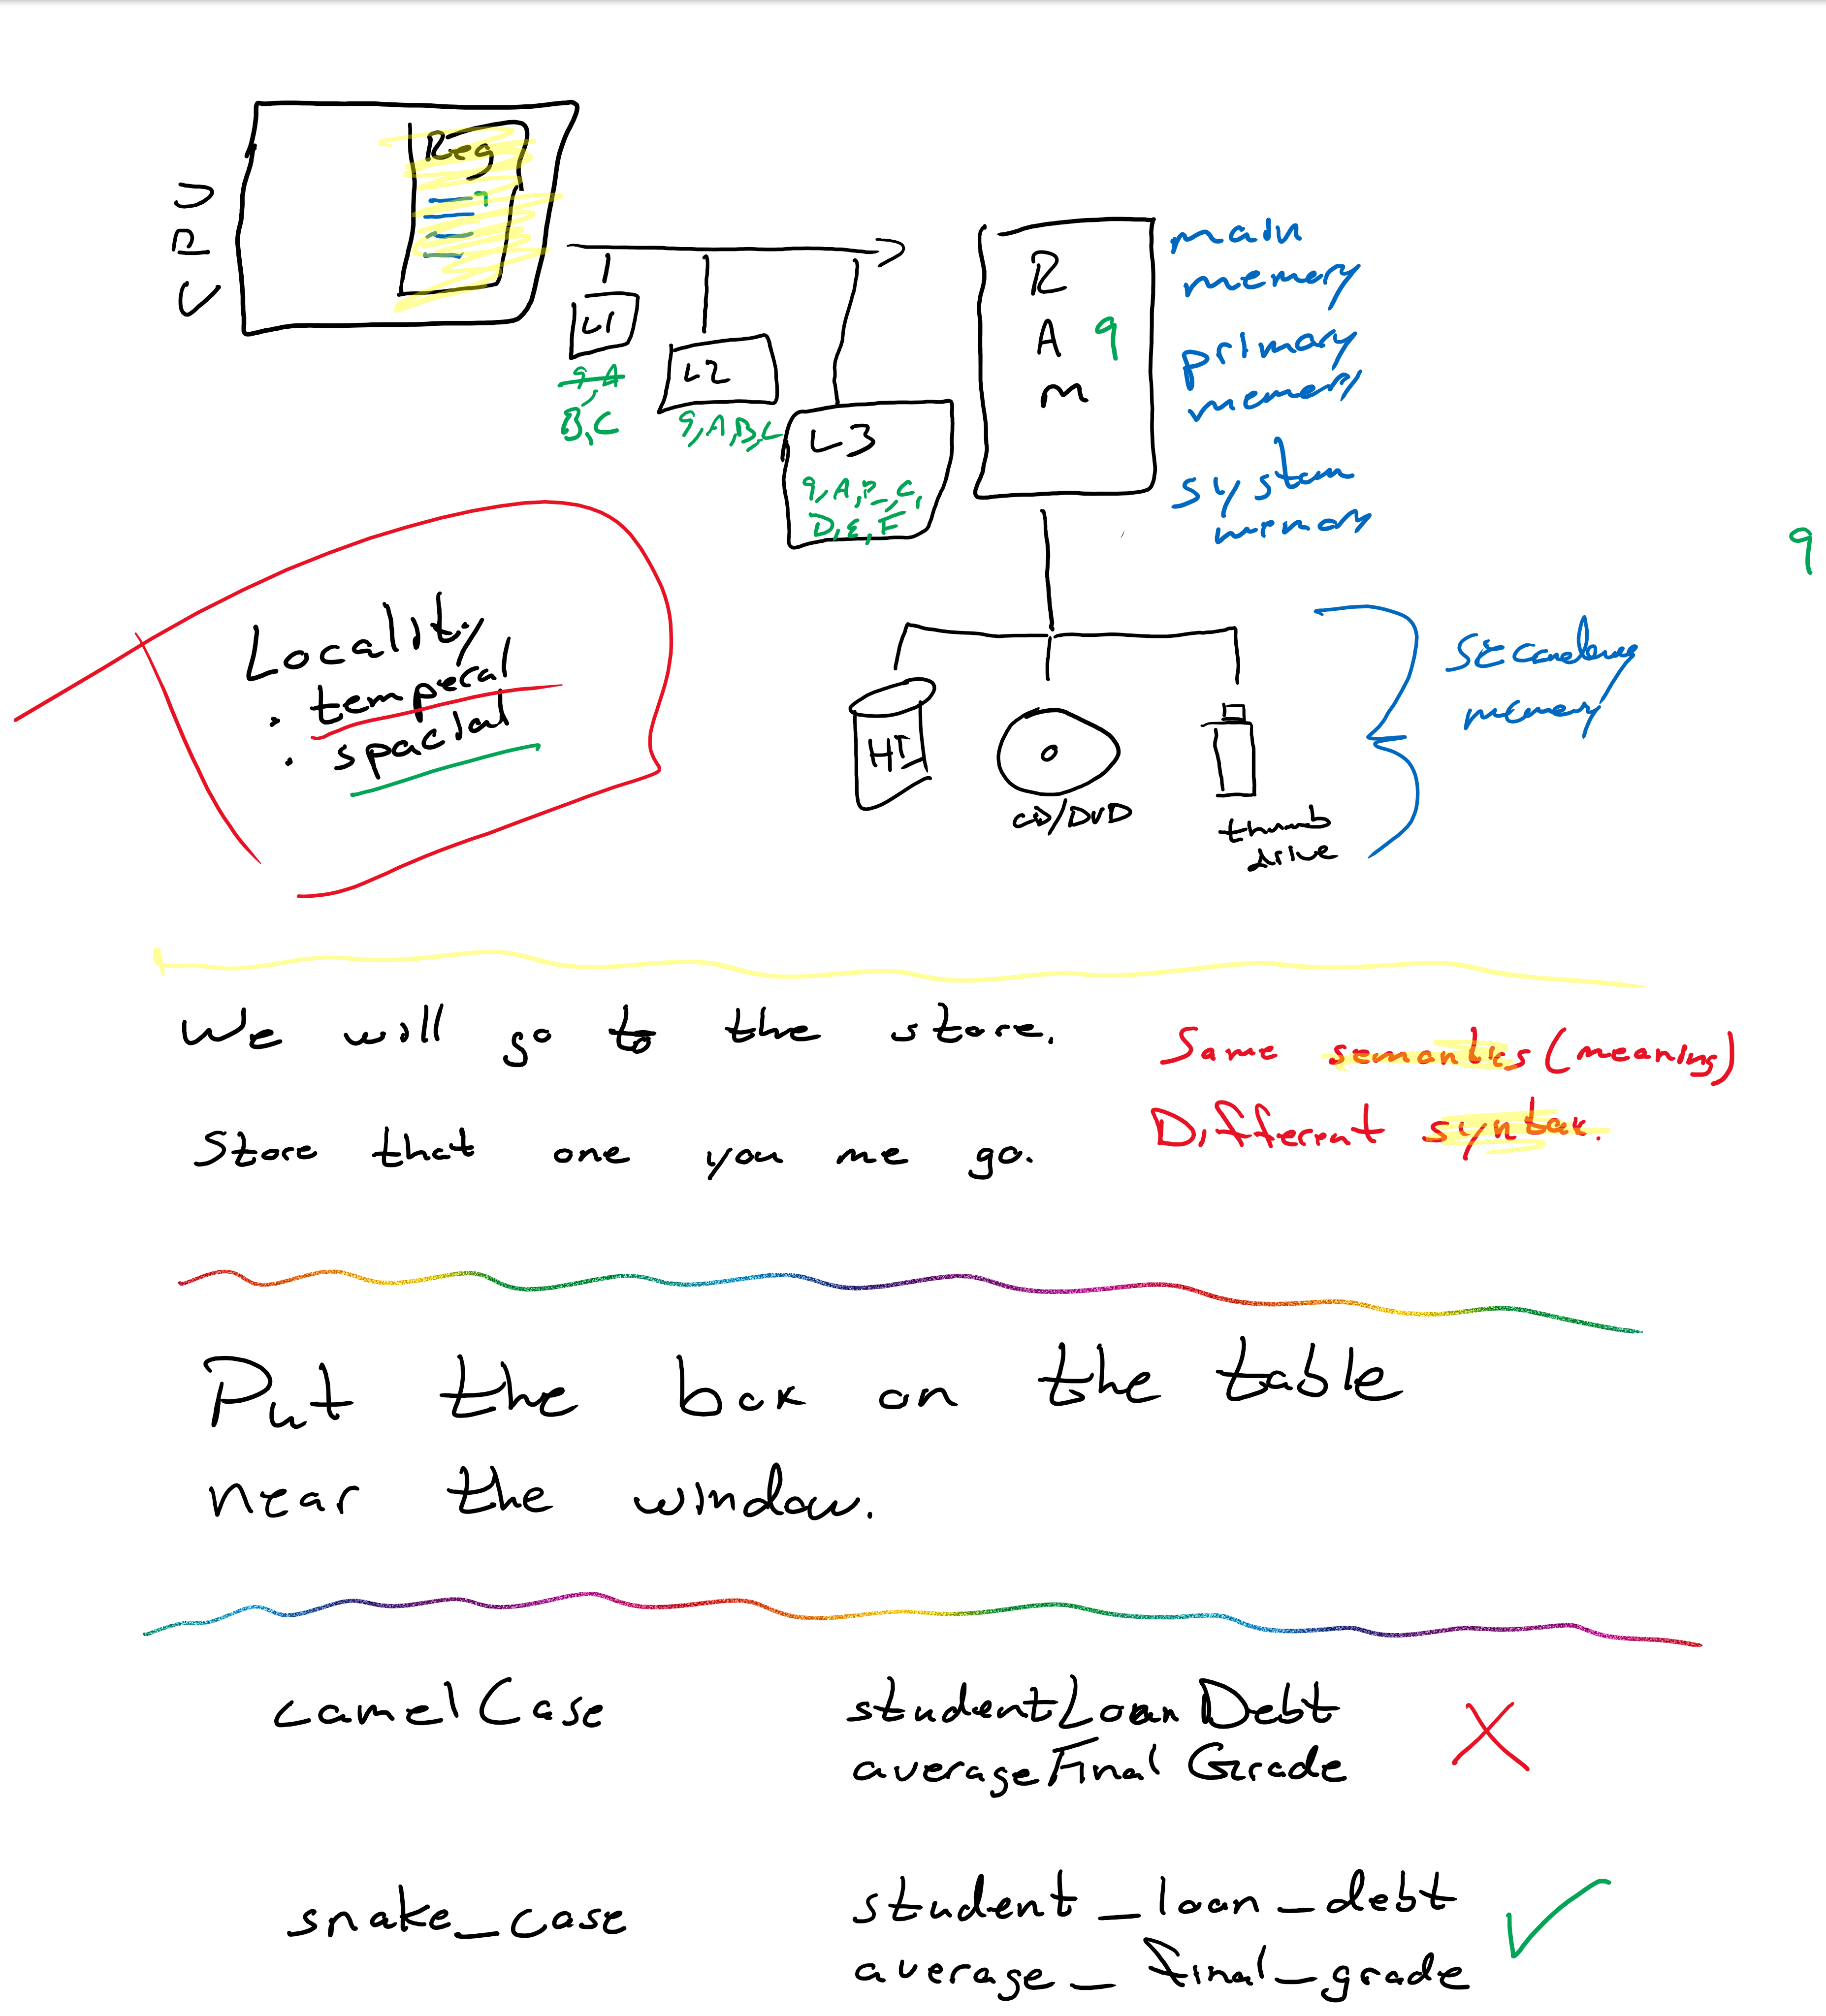 CPU
Reg
9
L1
9, A
B, C
L2
9, A, B, C
L3
9, A, B, C,
D, E, F
RAM
9
main
memory
primary
memory
system
memory
9
Locality
• temporal
• spacial
HD
CD/DVD
thumb
drive
secondary
memory
We will go to the store.
Store that one you me go.
Same semantics (meaning)
Different syntax.
Put the box on the table
near the window.
camelCase
studentLoanDebt
averageFinalGrade
snake_case
student_loan_debt
average_final_grade